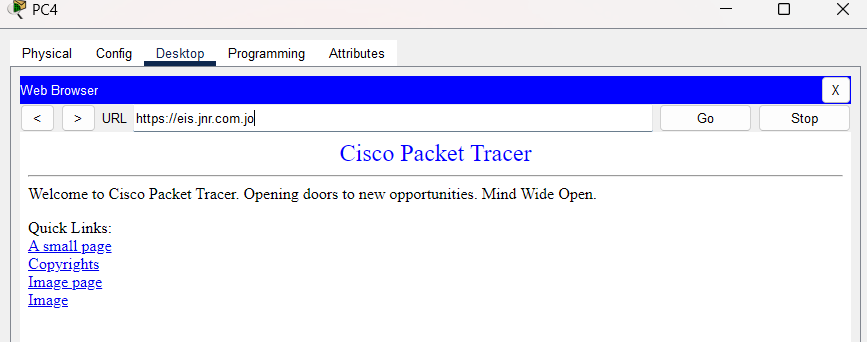 PC4
Physical Config Desktop Programming Attributes
Web Browser X
< > URL https://eis.jnr.com.jo Go Stop
Cisco Packet Tracer
Welcome to Cisco Packet Tracer. Opening doors to new opportunities. Mind Wide Open.
Quick Links:
A small page
Copyrights
Image page
Image